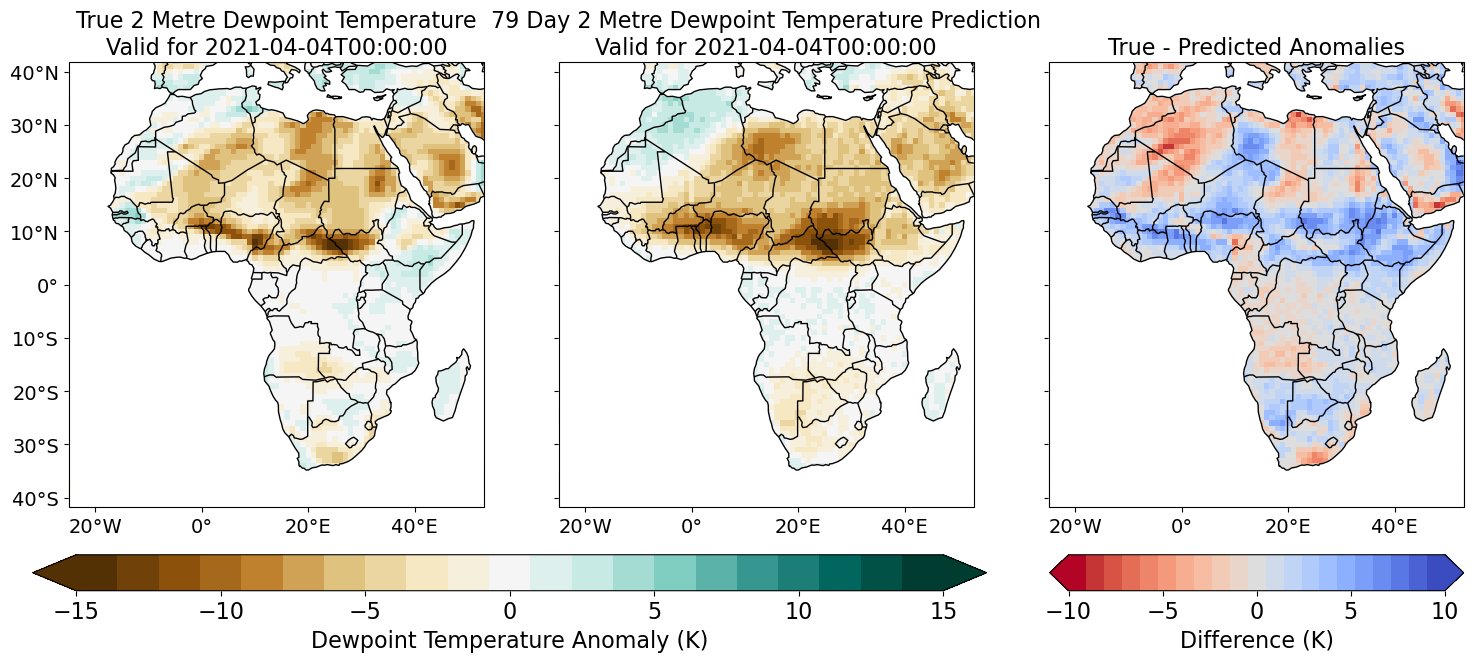 True 2 Metre Dewpoint Temperature
Valid for 2021-04-04T00:00:00
79 Day 2 Metre Dewpoint Temperature Prediction
Valid for 2021-04-04T00:00:00
True - Predicted Anomalies
40°N
30°N
20°N
10°N
0°
10°S
20°S
30°S
40°S
20°W 0° 20°E 40°E
20°W 0° 20°E 40°E
20°W 0° 20°E 40°E
−15 −10 −5 0 5 10 15
Dewpoint Temperature Anomaly (K)
−10 −5 0 5 10
Difference (K)